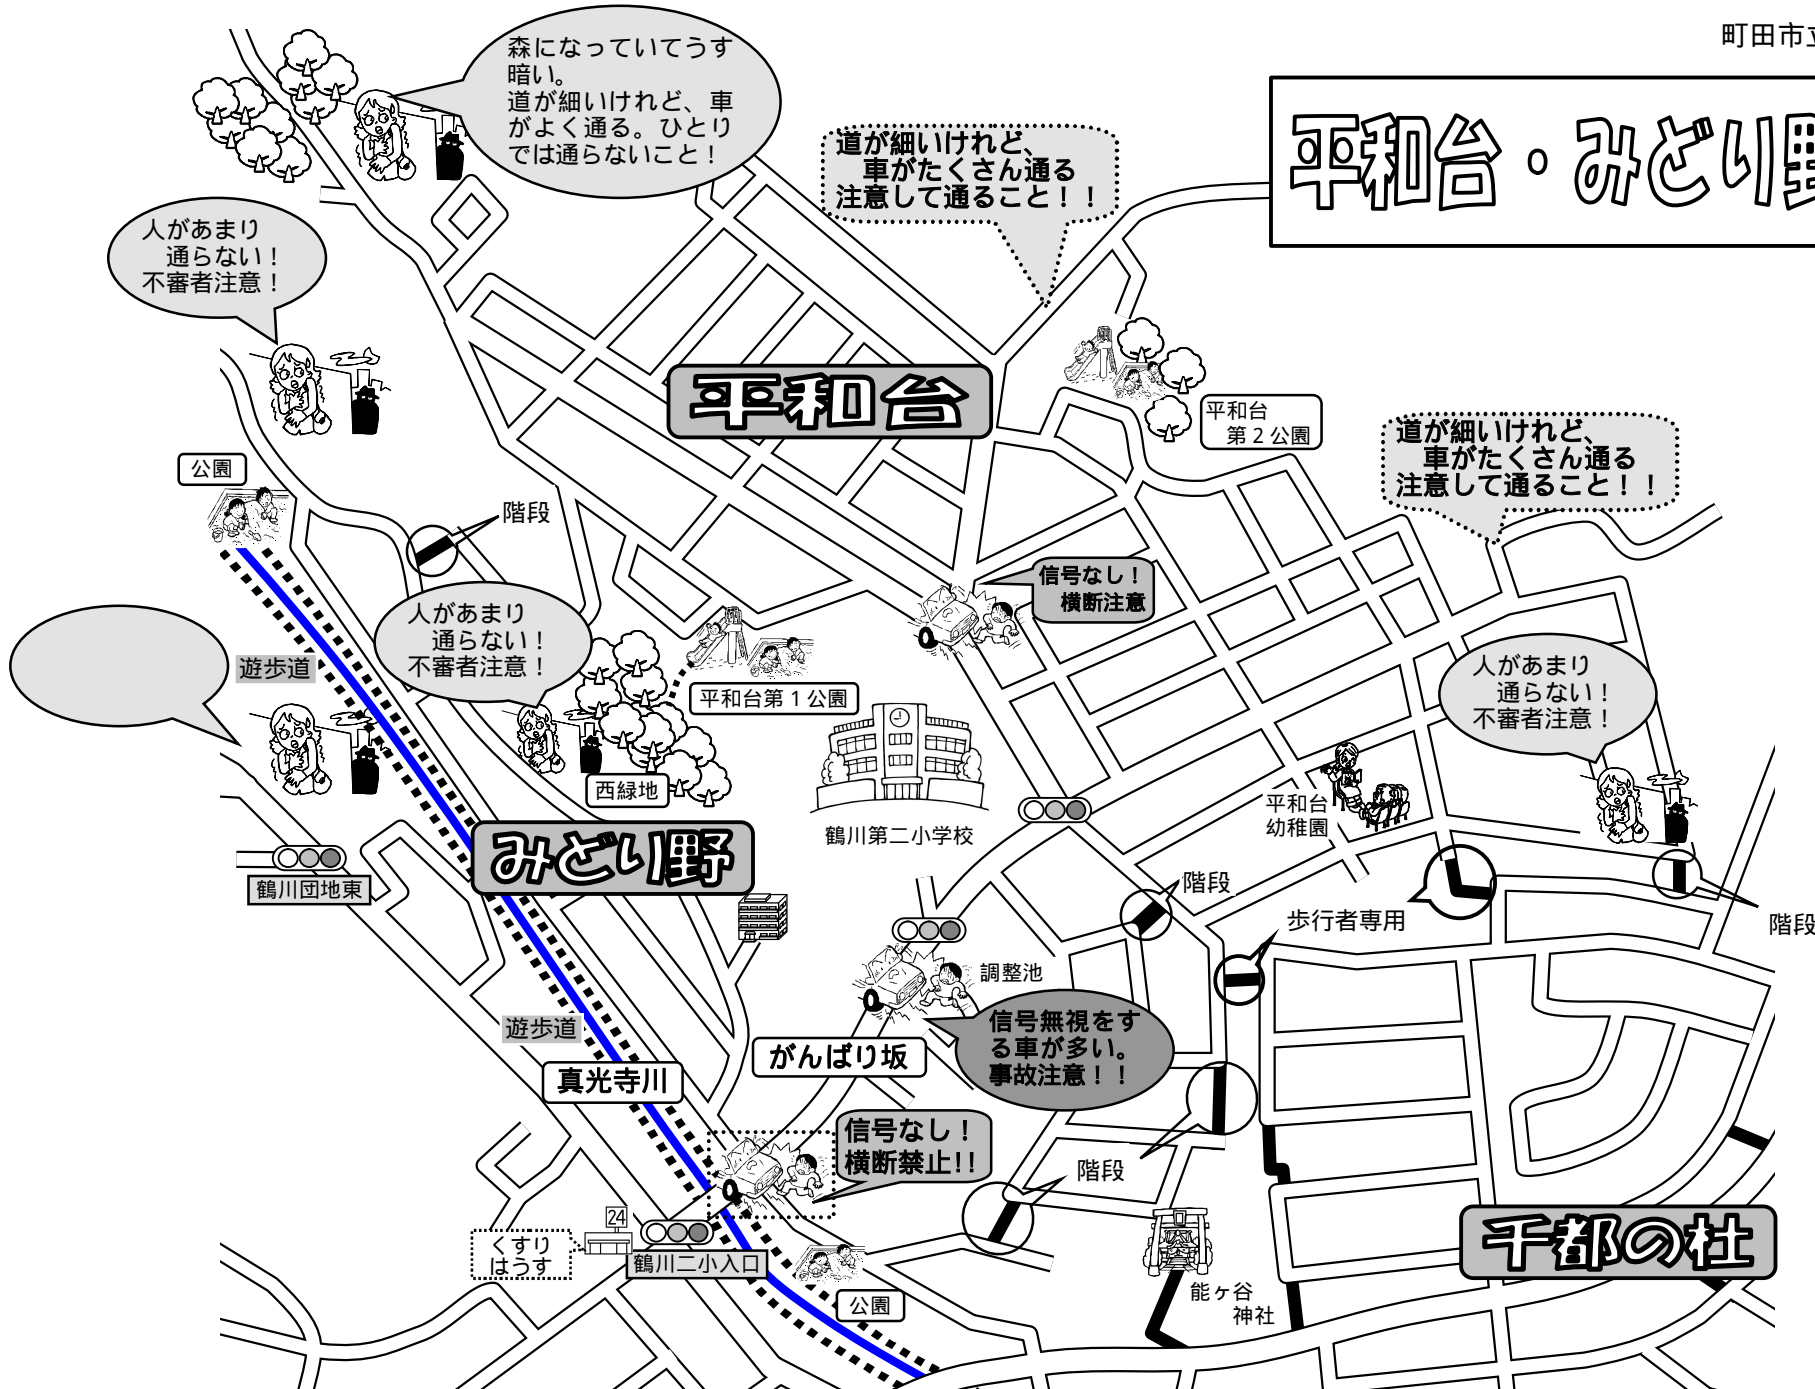 町田市立
平和台・みどり野
森になっていてうす
暗い。
道が細いけれど、車
がよく通る。ひとり
では通らないこと！
道が細いけれど、
車がたくさん通る
注意して通ること！！
人があまり
通らない！
不審者注意！
平和台
平和台
第２公園
道が細いけれど、
車がたくさん通る
注意して通ること！！
公園
階段
信号なし！
横断注意
人があまり
通らない！
不審者注意！
遊歩道
平和台第１公園
人があまり
通らない！
不審者注意！
西緑地
鶴川第二小学校
平和台
幼稚園
みどり野
鶴川団地東
階段
歩行者専用
階段
調整池
遊歩道
がんばり坂
信号無視をす
る車が多い。
事故注意！！
真光寺川
信号なし！
横断禁止!!
階段
24
くすり
はうす
鶴川二小入口
千都の杜
公園
能ヶ谷
神社